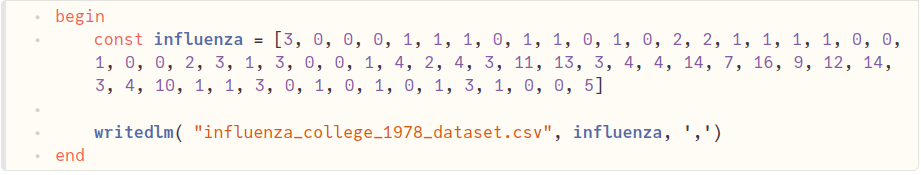 begin
const influenza = [3, 0, 0, 0, 1, 1, 1, 0, 1, 1, 0, 1, 0, 2, 2, 1, 1, 1, 1, 0, 0,
1, 0, 0, 2, 3, 1, 3, 0, 0, 1, 4, 2, 4, 3, 11, 13, 3, 4, 4, 14, 7, 16, 9, 12, 14,
3, 4, 10, 1, 1, 3, 0, 1, 0, 1, 0, 1, 3, 1, 0, 0, 5]
writedlm( "influenza_college_1978_dataset.csv", influenza, ',')
end